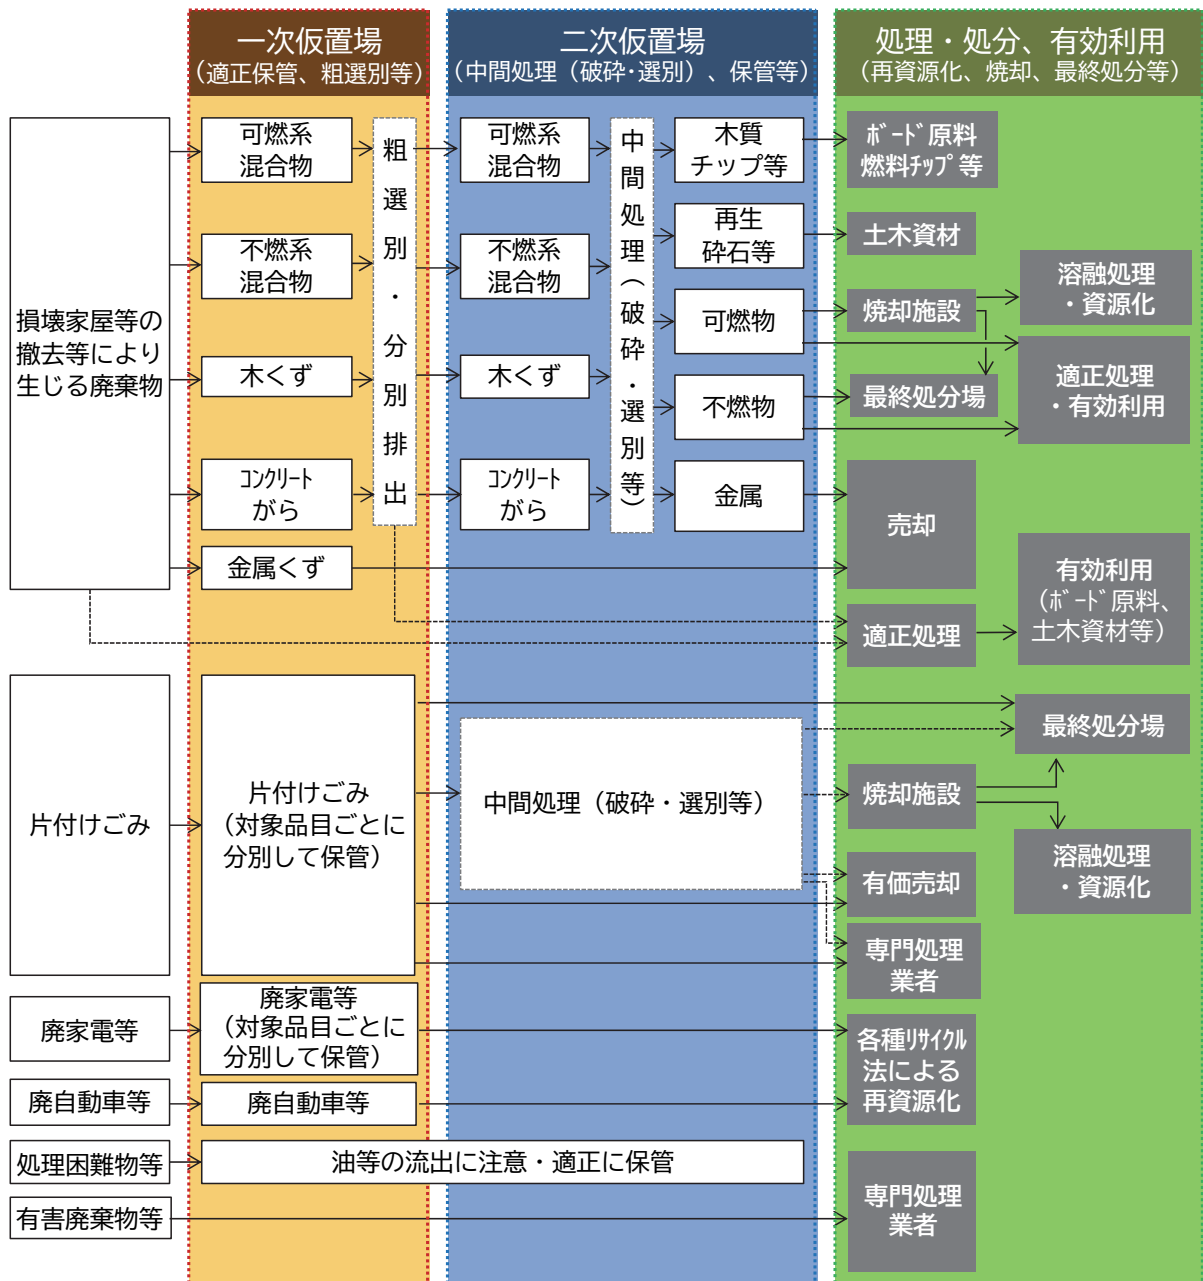 一次仮置場
（適正保管、粗選別等）
二次仮置場
（中間処理（破砕・選別）、保管等）
処理・処分、有効利用
（再資源化、焼却、最終処分等）
損壊家屋等の
撤去等により
生じる廃棄物
可燃系
混合物
不燃系
混合物
木くず
コンクリート
がら
金属くず
粗選別・分別排出
可燃系
混合物
不燃系
混合物
木くず
コンクリート
がら
中間処理（破砕・選別等）
木質
チップ等
再生
砕石等
可燃物
不燃物
金属
ボード原料
燃料チップ等
土木資材
焼却施設
溶融処理
・資源化
最終処分場
適正処理
・有効利用
売却
適正処理
有効利用
（ボード原料、
土木資材等）
片付けごみ
片付けごみ
（対象品目ごとに
分別して保管）
中間処理（破砕・選別等）
最終処分場
焼却施設
溶融処理
・資源化
有価売却
専門処理
業者
廃家電等
廃家電等
（対象品目ごとに
分別して保管）
各種リサイクル
法による
再資源化
廃自動車等
廃自動車等
処理困難物等
油等の流出に注意・適正に保管
有害廃棄物等
専門処理
業者